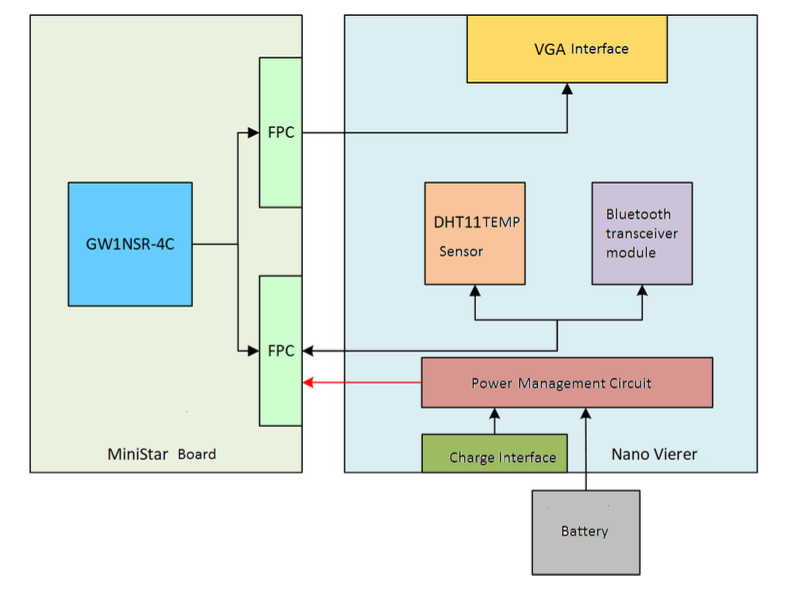 VGA Interface
FPC
GW1NSR-4C
DHT11TEMP
Sensor
Bluetooth
transceiver
module
FPC
Power Management Circuit
MiniStar Board
Charge Interface
Nano Vierer
Battery